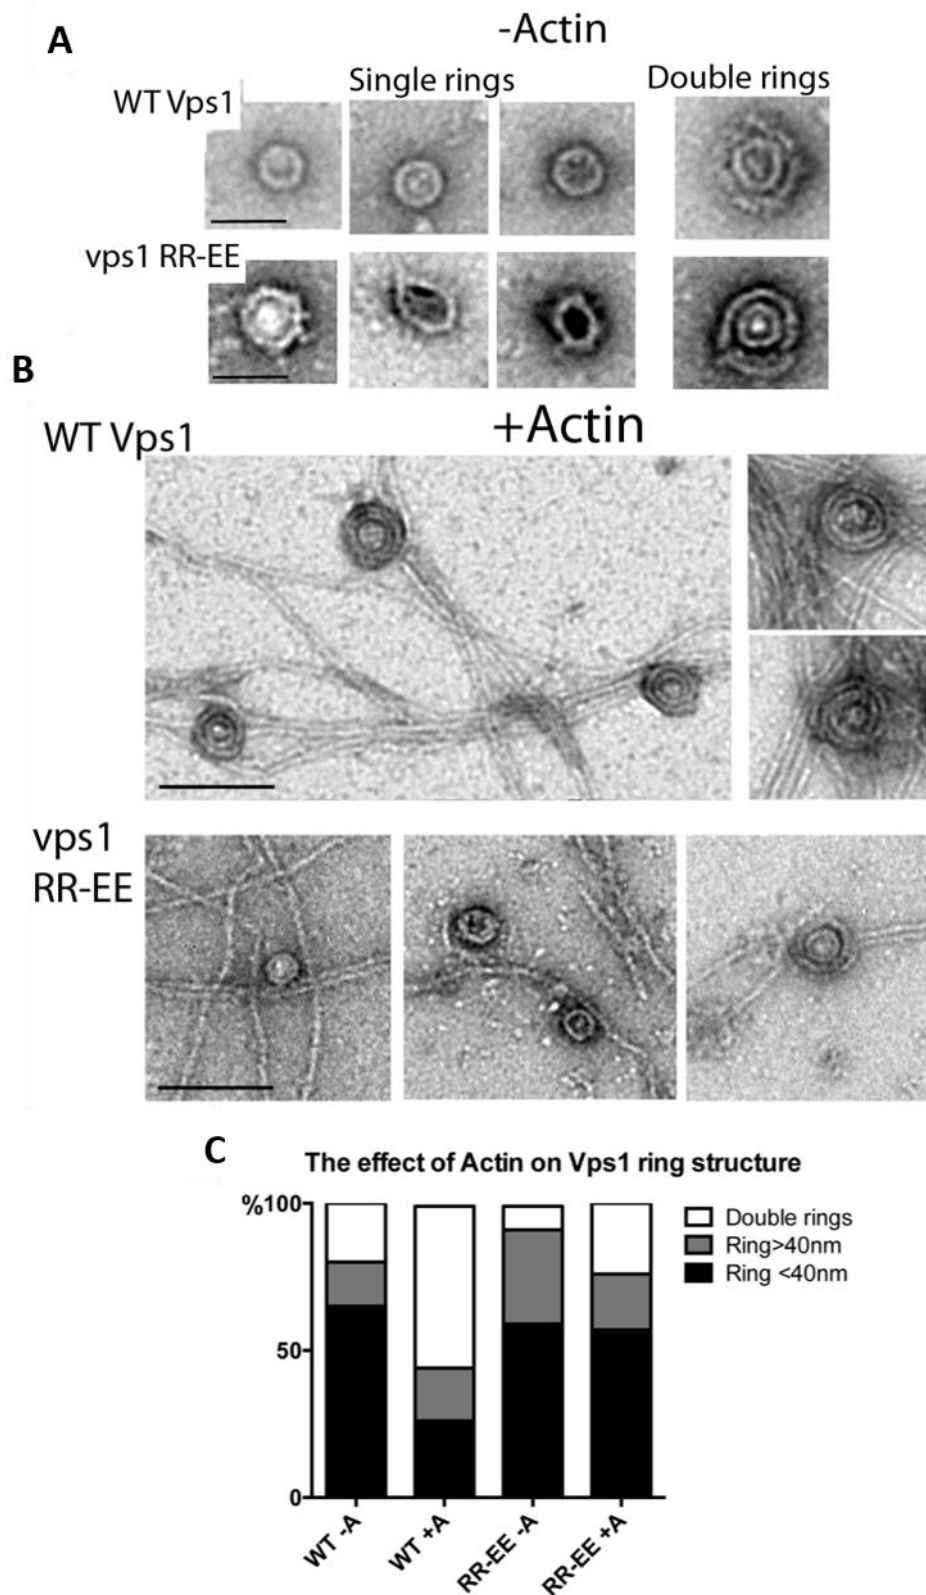 A
-Actin
Single rings
Double rings
WT Vps1
vps1 RR-EE
B
WT Vps1
+Actin
vps1
RR-EE
C
The effect of Actin on Vps1 ring structure
%100
50
0
Double rings
Ring>40nm
Ring <40nm
WT -A
WT +A
RR-EE -A
RR-EE +A